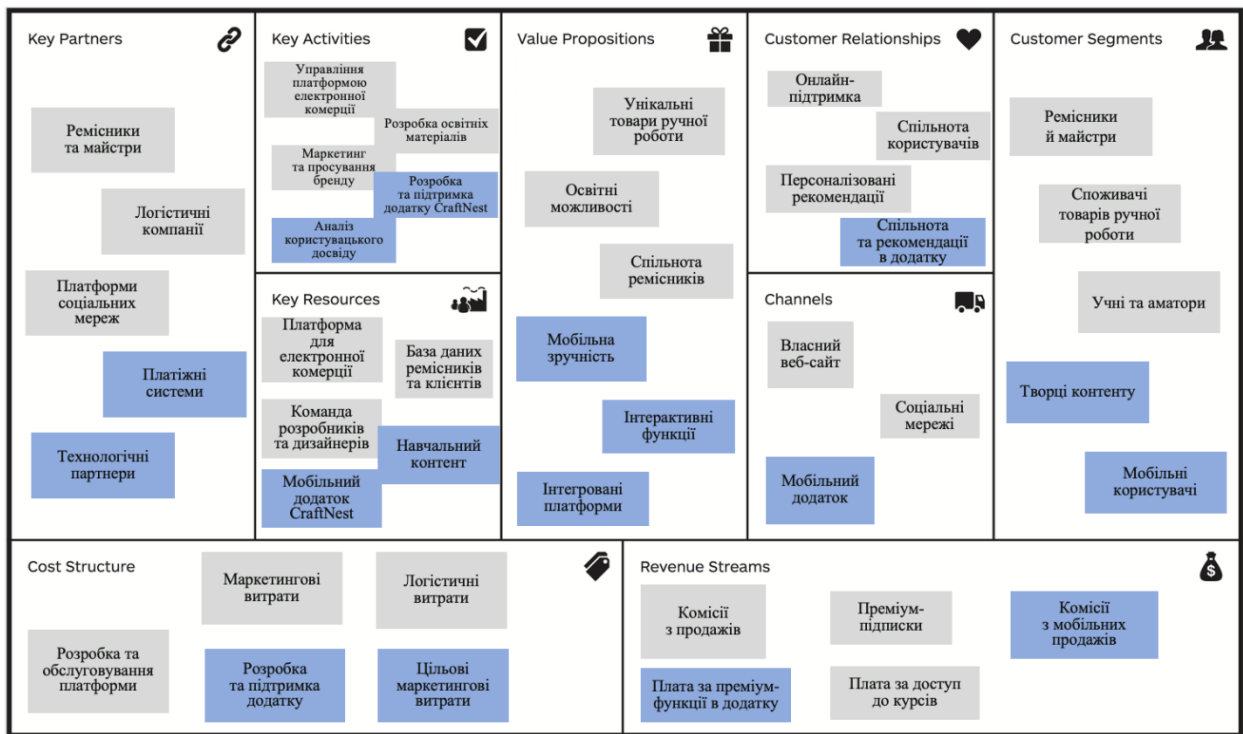 Key Partners
Ремісники
та майстри
Логістичні
компанії
Платформи
соціальних
мереж
Платіжні
системи
Технологічні
партнери
Key Activities
Управління
платформою
електронної
комерції
Розробка освітніх
матеріалів
Маркетинг
та просування
бренду
Розробка
та підтримка
додатку CraftNest
Аналіз
користувацького
досвіду
Key Resources
Платформа
для
електронної
комерції
База даних
ремісників
та клієнтів
Команда
розробників
та дизайнерів
Навчальний
контент
Мобільний
додаток
CraftNest
Value Propositions
Унікальні
товари ручної
роботи
Освітні
можливості
Спільнота
ремісників
Мобільна
зручність
Інтерактивні
функції
Інтегровані
платформи
Customer Relationships
Онлайн-
підтримка
Спільнота
користувачів
Персоналізовані
рекомендації
Спільнота
та рекомендації
в додатку
Channels
Власний
веб-сайт
Соціальні
мережі
Мобільний
додаток
Customer Segments
Ремісники
й майстри
Споживачі
товарів ручної
роботи
Учні та аматори
Творці контенту
Мобільні
користувачі
Cost Structure
Маркетингові
витрати
Логістичні
витрати
Розробка та
обслуговування
платформи
Розробка
та підтримка
додатку
Цільові
маркетингові
витрати
Revenue Streams
$
Комісії
з продажів
Преміум-
підписки
Комісії
з мобільних
продажів
Плата за преміум-
функції в додатку
Плата за доступ
до курсів